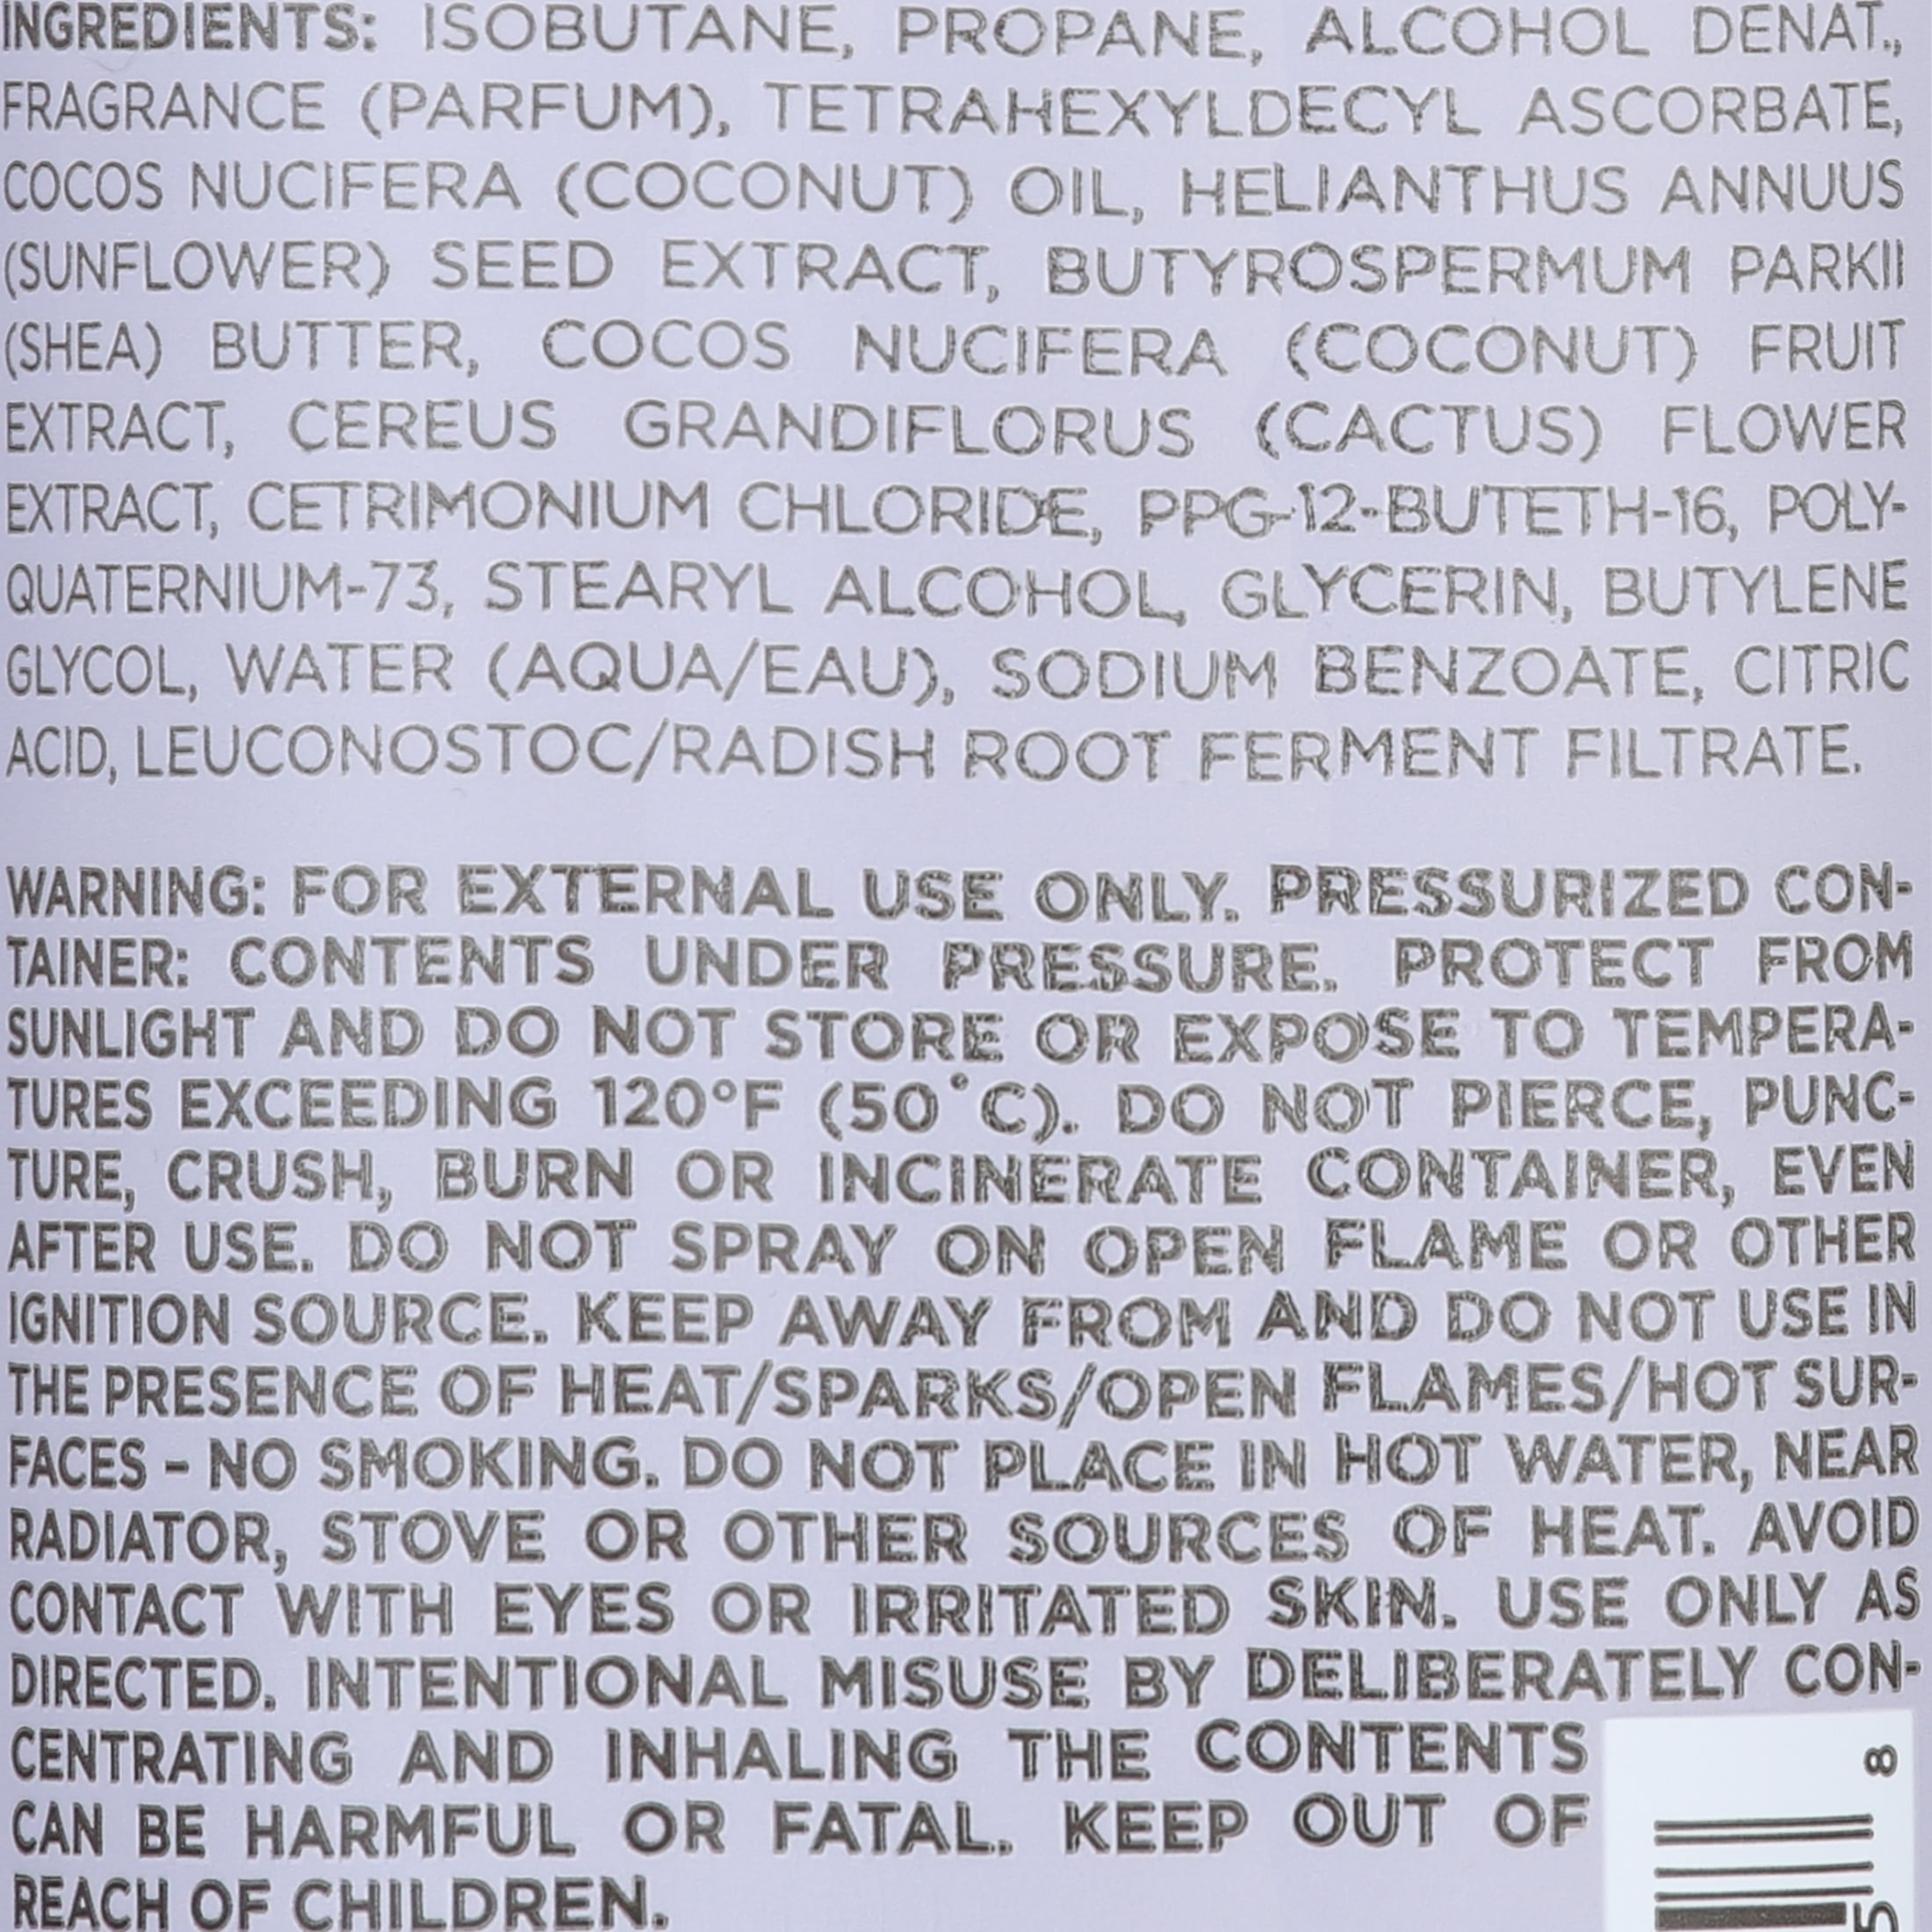 INGREDIENTS: ISOBUTANE, PROPANE, ALCOHOL DENAT.,
FRAGRANCE (PARFUM), TETRAHEXYLDECYL ASCORBATE,
COCOS NUCIFERA (COCONUT) OIL, HELIANTHUS ANNUUS
(SUNFLOWER) SEED EXTRACT, BUTYROSPERMUM PARKII
(SHEA) BUTTER, COCOS NUCIFERA (COCONUT) FRUIT
EXTRACT, CEREUS GRANDIFLORUS (CACTUS) FLOWER
EXTRACT, CETRIMONIUM CHLORIDE, PPG-12-BUTETH-16, POLY-
QUATERNIUM-73, STEARYL ALCOHOL, GLYCERIN, BUTYLENE
GLYCOL, WATER (AQUA/EAU), SODIUM BENZOATE, CITRIC
ACID, LEUCONOSTOC/RADISH ROOT FERMENT FILTRATE.
WARNING: FOR EXTERNAL USE ONLY. PRESSURIZED CON-
TAINER: CONTENTS UNDER PRESSURE. PROTECT FROM
SUNLIGHT AND DO NOT STORE OR EXPOSE TO TEMPERA-
TURES EXCEEDING 120°F (50˚C). DO NOT PIERCE, PUNC-
TURE, CRUSH, BURN OR INCINERATE CONTAINER, EVEN
AFTER USE. DO NOT SPRAY ON OPEN FLAME OR OTHER
IGNITION SOURCE. KEEP AWAY FROM AND DO NOT USE IN
THE PRESENCE OF HEAT/SPARKS/OPEN FLAMES/HOT SUR-
FACES – NO SMOKING. DO NOT PLACE IN HOT WATER, NEAR
RADIATOR, STOVE OR OTHER SOURCES OF HEAT. AVOID
CONTACT WITH EYES OR IRRITATED SKIN. USE ONLY AS
DIRECTED. INTENTIONAL MISUSE BY DELIBERATELY CON-
CENTRATING AND INHALING THE CONTENTS
CAN BE HARMFUL OR FATAL. KEEP OUT OF
REACH OF CHILDREN.
8
5